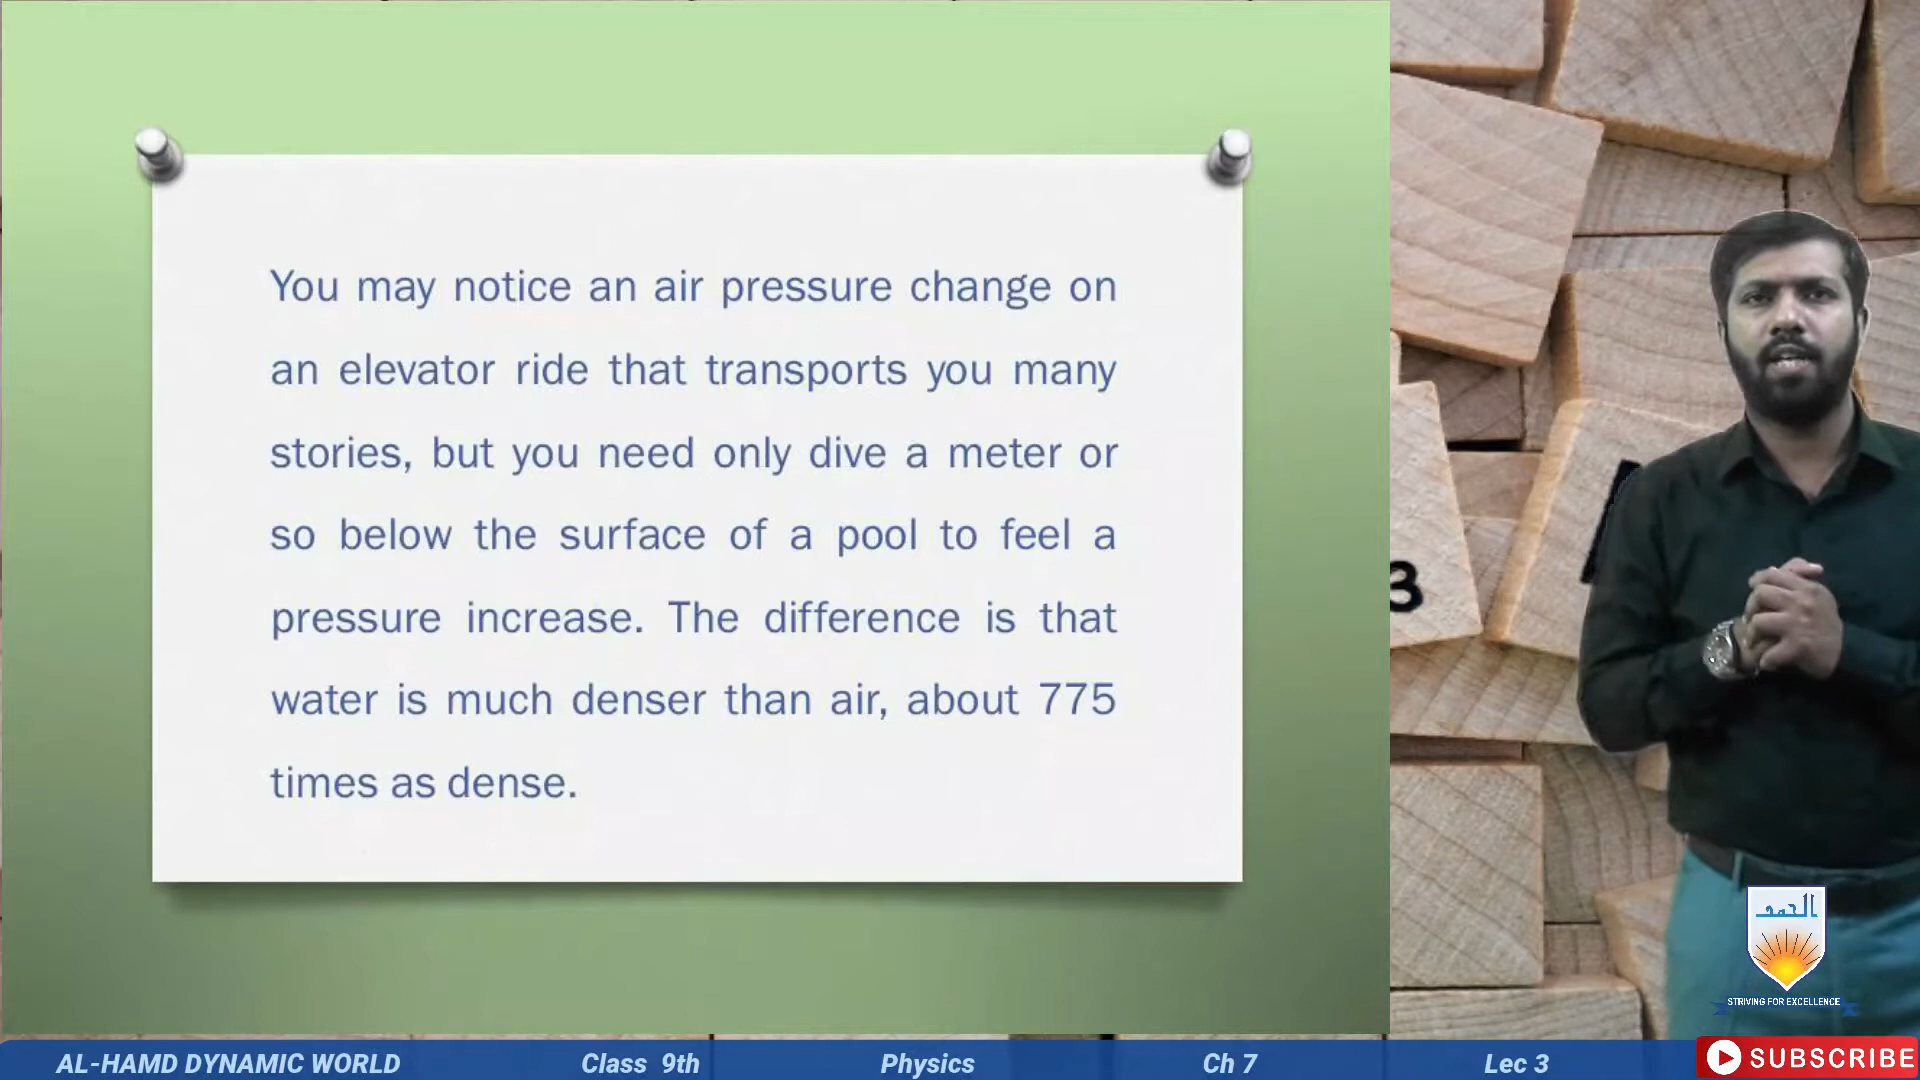 You may notice an air pressure change on
an elevator ride that transports you many
stories, but you need only dive a meter or
so below the surface of a pool to feel a
pressure increase. The difference is that
water is much denser than air, about 775
times as dense.
3
الحمد
STRIVING FOR EXCELLENCE
AL-HAMD DYNAMIC WORLD Class 9th Physics Ch 7 Lec 3 SUBSCRIBE